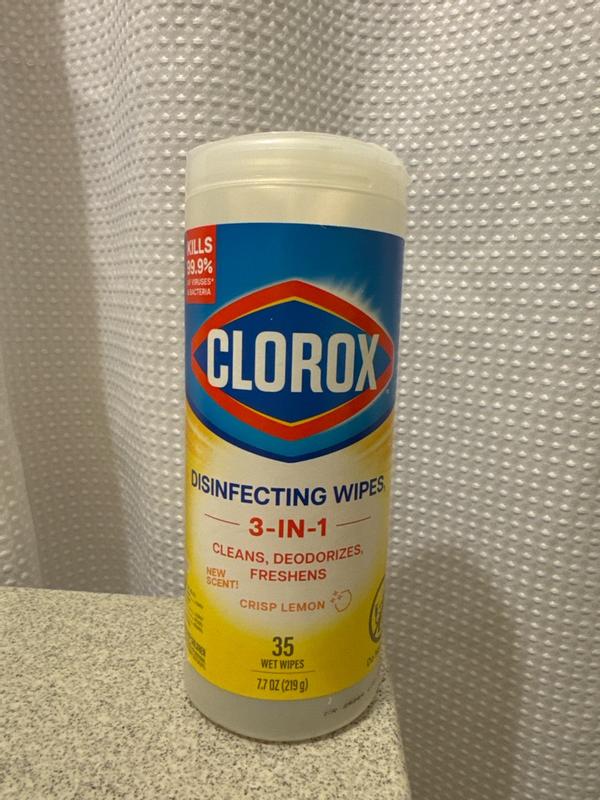 KILLS
99.9%
OF VIRUSES*
& BACTERIA
CLOROX
DISINFECTING WIPES
3-IN-1
CLEANS, DEODORIZES,
FRESHENS
NEW
SCENT!
CRISP LEMON
35
WET WIPES
7.7 OZ (219 g)